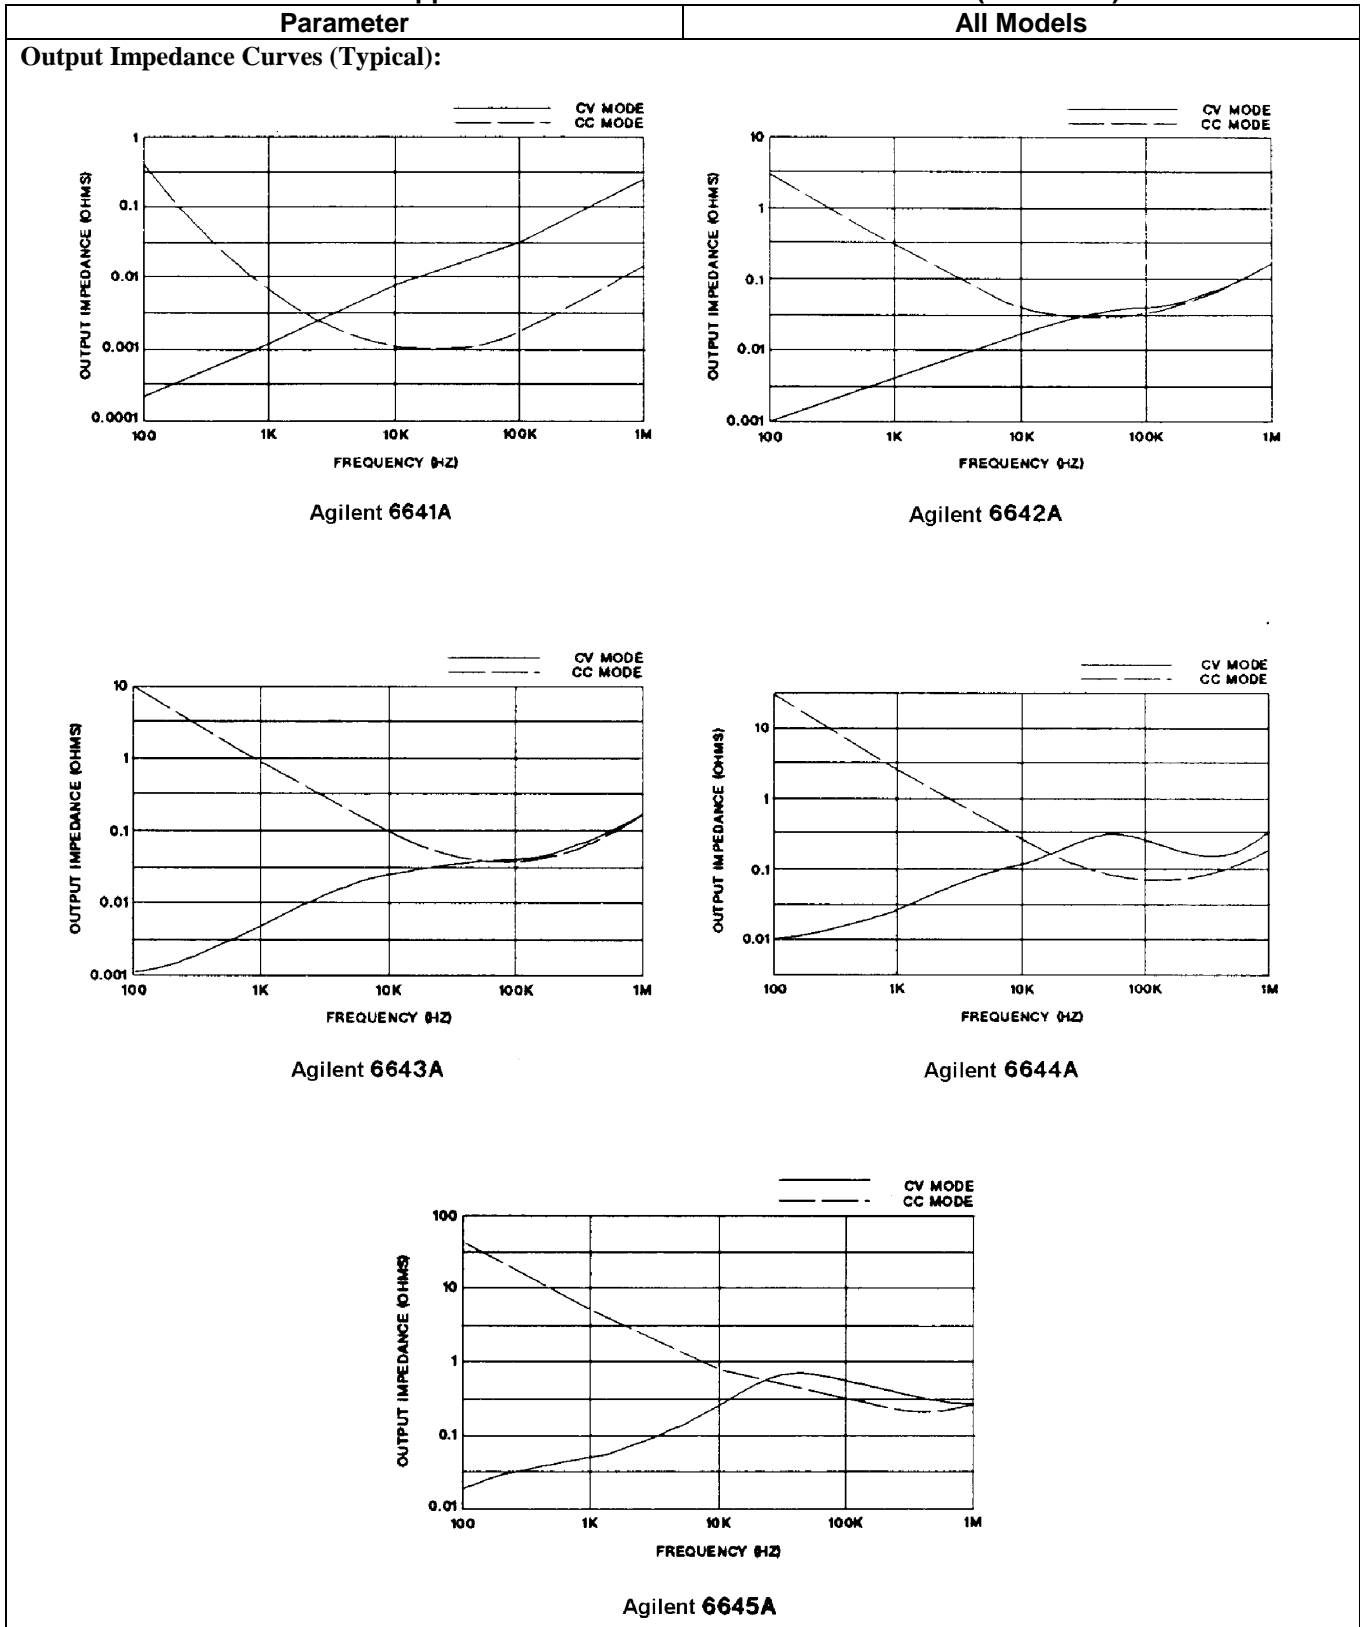 Parameter All Models
Output Impedance Curves (Typical):
CV MODE
CC MODE
1
0.1
0.01
0.001
0.0001
OUTPUT IMPEDANCE (OHMS)
100 1K 10K 100K 1M
FREQUENCY (HZ)
Agilent 6641A
CV MODE
CC MODE
10
1
0.1
0.01
0.001
OUTPUT IMPEDANCE (OHMS)
100 1K 10K 100K 1M
FREQUENCY (HZ)
Agilent 6642A
CV MODE
CC MODE
10
1
0.1
0.01
0.001
OUTPUT IMPEDANCE (OHMS)
100 1K 10K 100K 1M
FREQUENCY (HZ)
Agilent 6643A
CV MODE
CC MODE
10
1
0.1
0.01
OUTPUT IMPEDANCE (OHMS)
100 1K 10K 100K 1M
FREQUENCY (HZ)
Agilent 6644A
CV MODE
CC MODE
100
10
1
0.1
0.01
OUTPUT IMPEDANCE (OHMS)
100 1K 10K 100K 1M
FREQUENCY (HZ)
Agilent 6645A